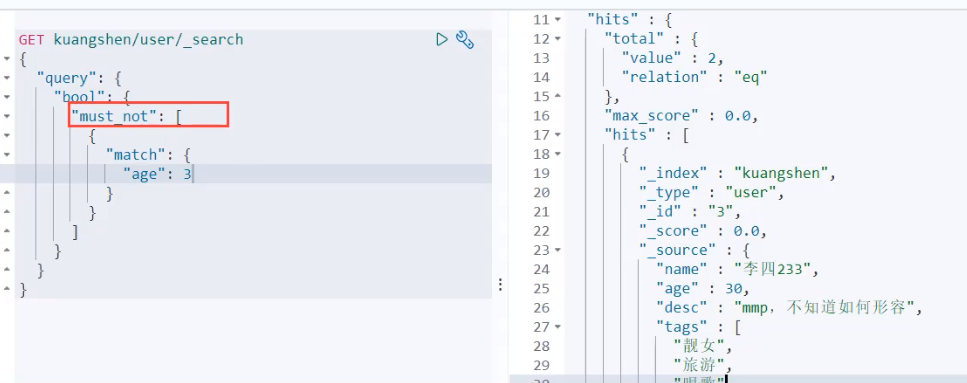 GET kuangshen/user/_search
{
"query": {
"bool": {
"must_not": [
{
"match": {
"age": 3
}
}
]
}
}
}
11 "hits" : {
12 "total" : {
13 "value" : 2,
14 "relation" : "eq"
15 },
16 "max_score" : 0.0,
17 "hits" : [
18 {
19 "_index" : "kuangshen",
20 "_type" : "user",
21 "_id" : "3",
22 "_score" : 0.0,
23 "_source" : {
24 "name" : "李四233",
25 "age" : 30,
26 "desc" : "mmp，不知道如何形容",
27 "tags" : [
28 "靓女",
29 "旅游",
30 "唱歌"